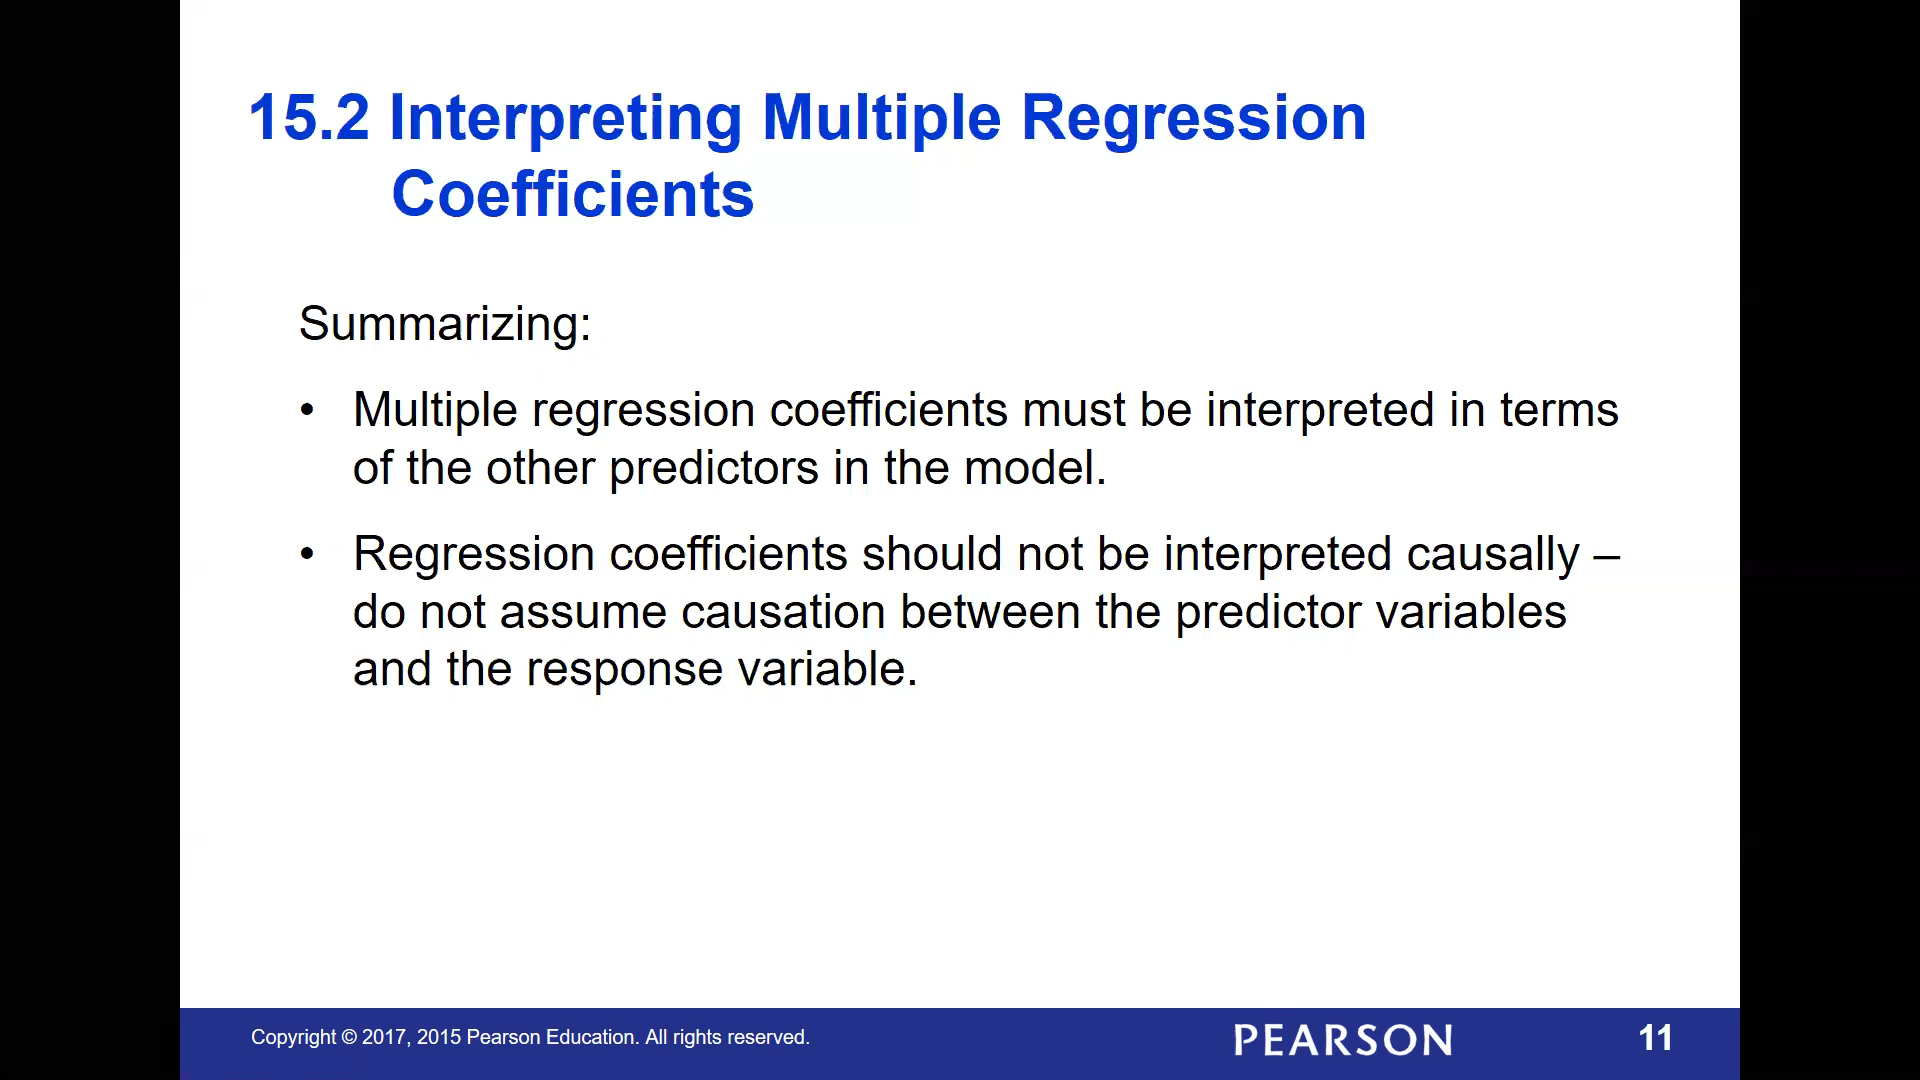 15.2 Interpreting Multiple Regression
Coefficients
Summarizing:
• Multiple regression coefficients must be interpreted in terms
of the other predictors in the model.
• Regression coefficients should not be interpreted causally –
do not assume causation between the predictor variables
and the response variable.
Copyright © 2017, 2015 Pearson Education. All rights reserved.
PEARSON
11